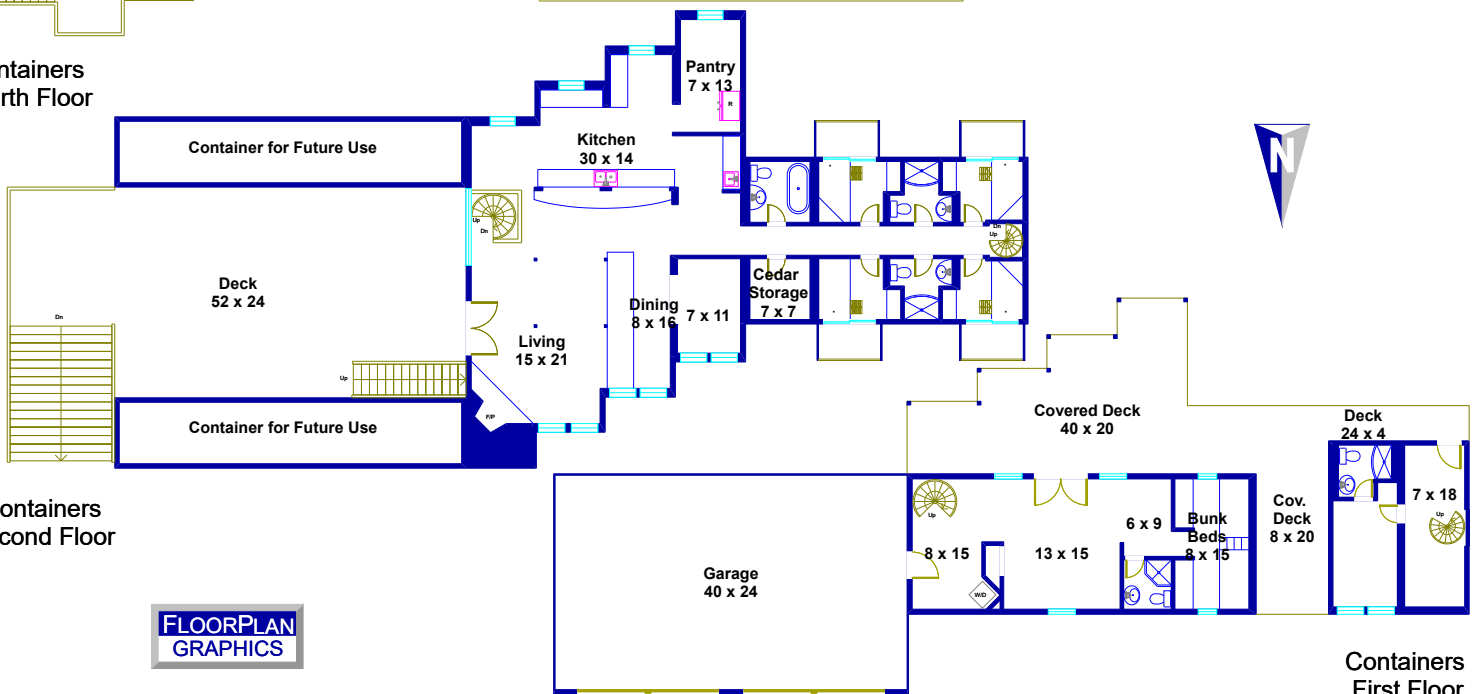 ntainers
rth Floor
Pantry
7 x 13
R
Container for Future Use
Kitchen
30 x 14
N
Up
Dn
Dn
Up
Deck
52 x 24
Cedar
Storage
7 x 7
Dining
8 x 16
7 x 11
Dn
Living
15 x 21
Up
F/P
Container for Future Use
Covered Deck
40 x 20
Deck
24 x 4
ontainers
cond Floor
7 x 18
Up
Cov.
Deck
8 x 20
Up
6 x 9
Bunk
Beds
8 x 15
8 x 15
13 x 15
Garage
40 x 24
W/D
FLOORPLAN
GRAPHICS
Containers
First Floor